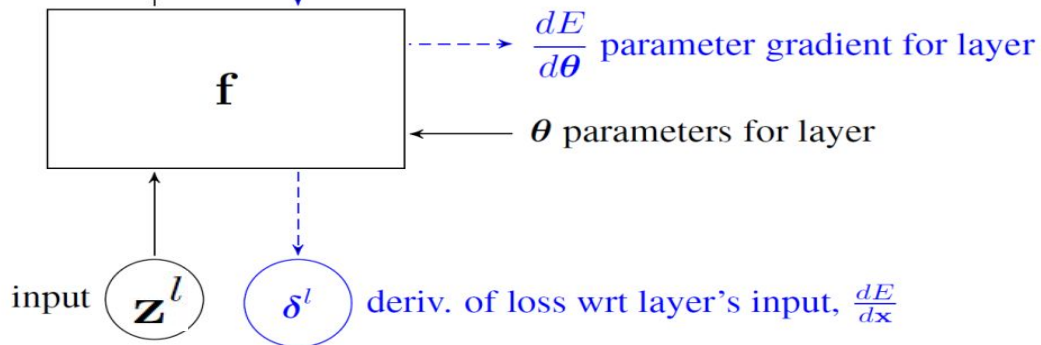 dE/dθ parameter gradient for layer
f
θ parameters for layer
input z^l δ^l deriv. of loss wrt layer's input, dE/dx